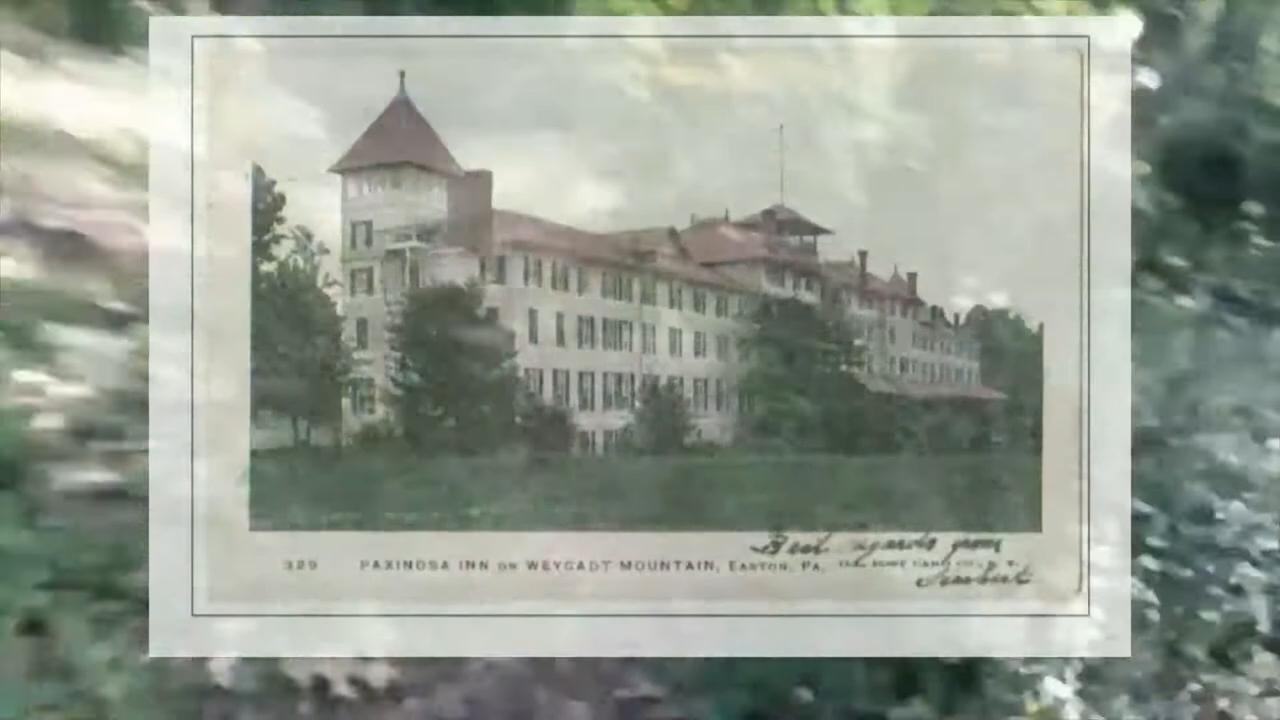 Best regards from
329 PAXINOSA INN ON WEYGADT MOUNTAIN, EASTON, PA.